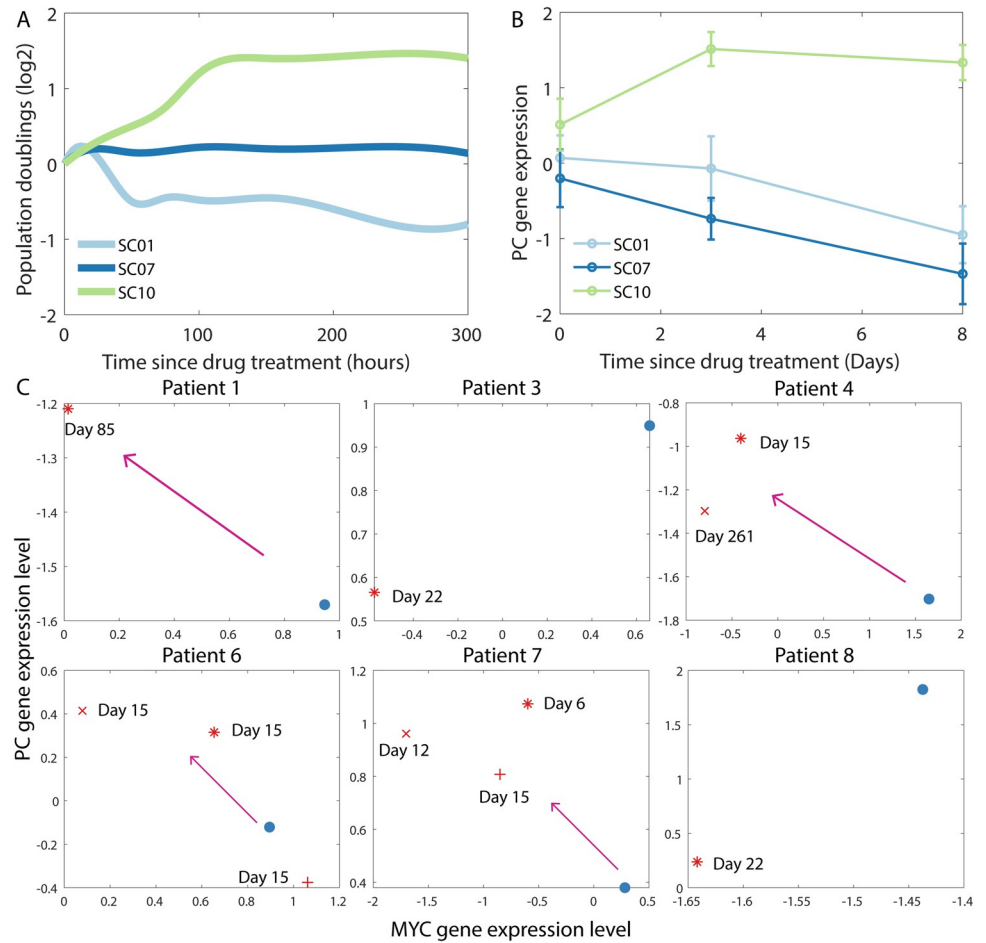 A
B
2
1
0
-1
-2
Population doublings (log2)
SC01
SC07
SC10
0
100
200
300
Time since drug treatment (hours)
2
1
0
-1
-2
PC gene expression
SC01
SC07
SC10
0
2
4
6
8
Time since drug treatment (Days)
C
Patient 1
Patient 3
Patient 4
PC gene expression level
-1.2
-1.3
-1.4
-1.5
-1.6
Day 85
0
0.2
0.4
0.6
0.8
1
1
0.9
0.8
0.7
0.6
0.5
Day 22
-0.4
-0.2
0
0.2
0.4
0.6
-0.8
-1
-1.2
-1.4
-1.6
-1.8
Day 15
Day 261
-1
-0.5
0
0.5
1
1.5
2
Patient 6
Patient 7
Patient 8
0.6
0.4
0.2
0
-0.2
-0.4
Day 15
Day 15
Day 15
0
0.2
0.4
0.6
0.8
1
1.2
1.2
1
0.8
0.6
0.4
Day 6
Day 12
Day 15
-2
-1.5
-1
-0.5
0
0.5
2
1.5
1
0.5
0
Day 22
-1.65
-1.6
-1.55
-1.5
-1.45
-1.4
MYC gene expression level